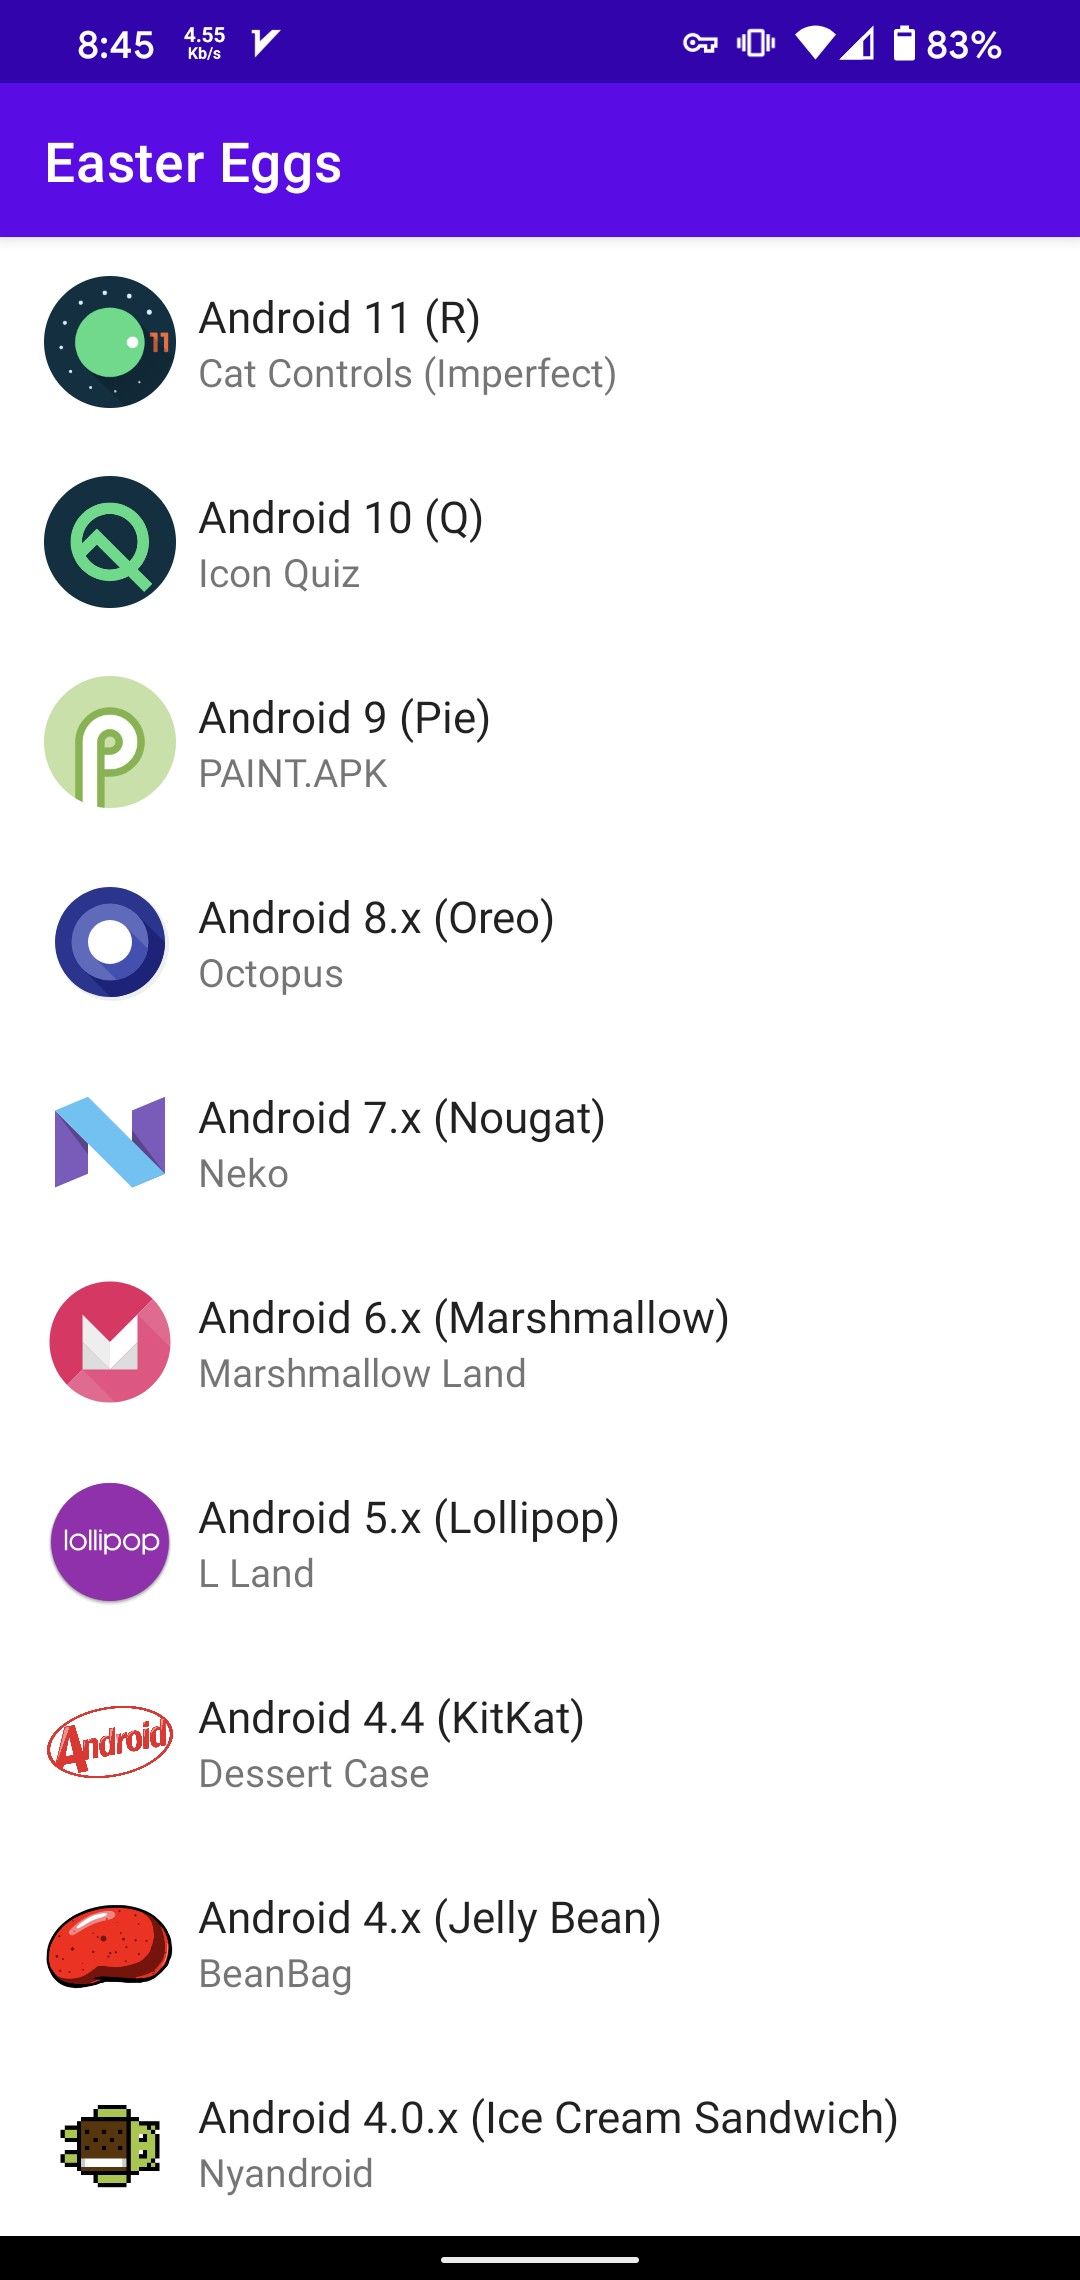 8:45 4.55 Kb/s 83%
Easter Eggs
11
Android 11 (R)
Cat Controls (Imperfect)
Android 10 (Q)
Icon Quiz
Android 9 (Pie)
PAINT.APK
Android 8.x (Oreo)
Octopus
Android 7.x (Nougat)
Neko
Android 6.x (Marshmallow)
Marshmallow Land
lollipop
Android 5.x (Lollipop)
L Land
Android
Android 4.4 (KitKat)
Dessert Case
Android 4.x (Jelly Bean)
BeanBag
Android 4.0.x (Ice Cream Sandwich)
Nyandroid